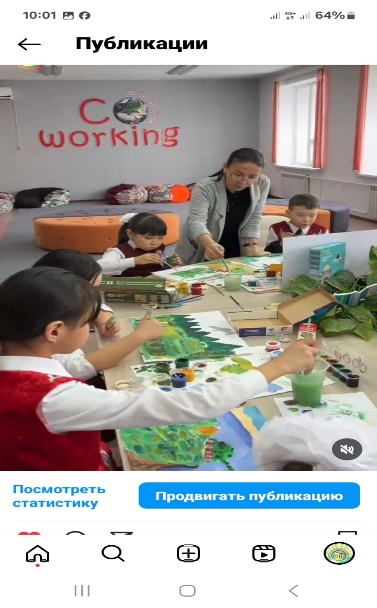 10:01 64%
Публикации
CO
working
Посмотреть
статистику
Продвигать публикацию